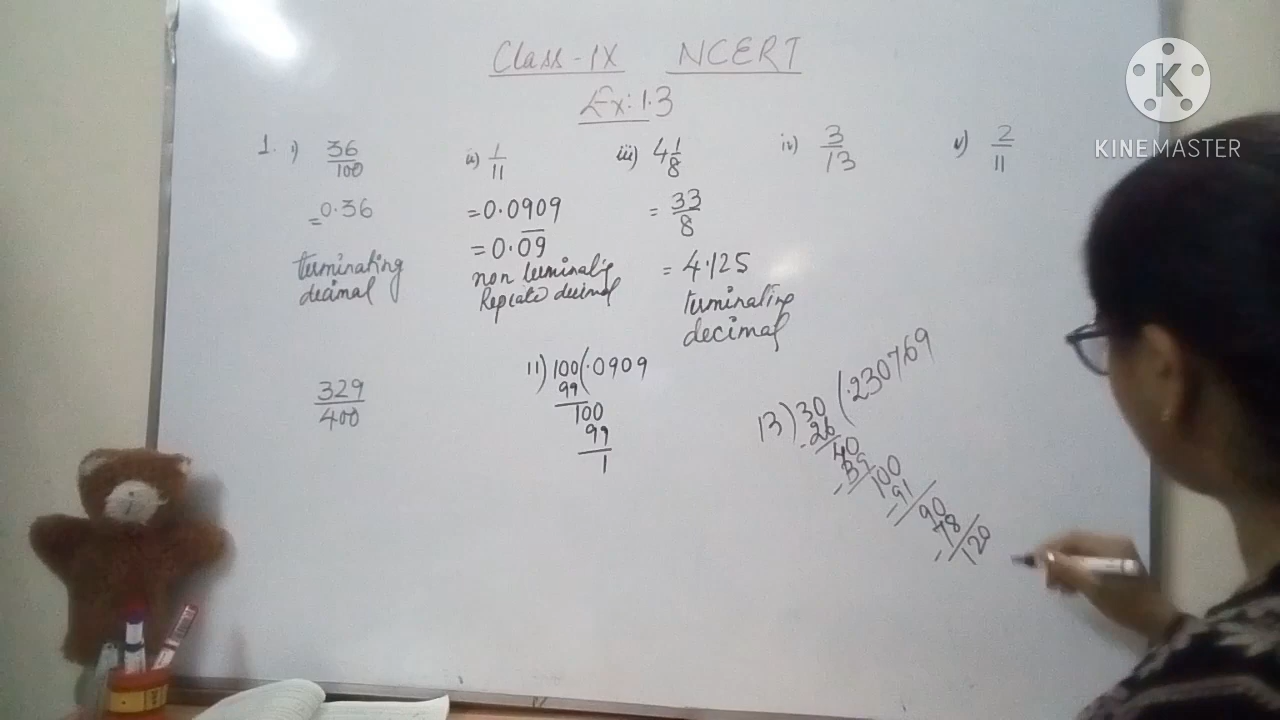 Class-IX NCERT
Ex: 1.3
1. i) 36/100 ii) 1/11 iii) 4 1/8 iv) 3/13 v) 2/11
=0.36
terminating
decimal
=0.0909
=0.0̅9̅
non
decimal
= 33/8
= 4.125
terminating
decimal
329/400
11)100(.0909
99
100
99
1
13)30(.230769
-26
40
-39
100
-91
90
-78
120
K
KINEMASTER